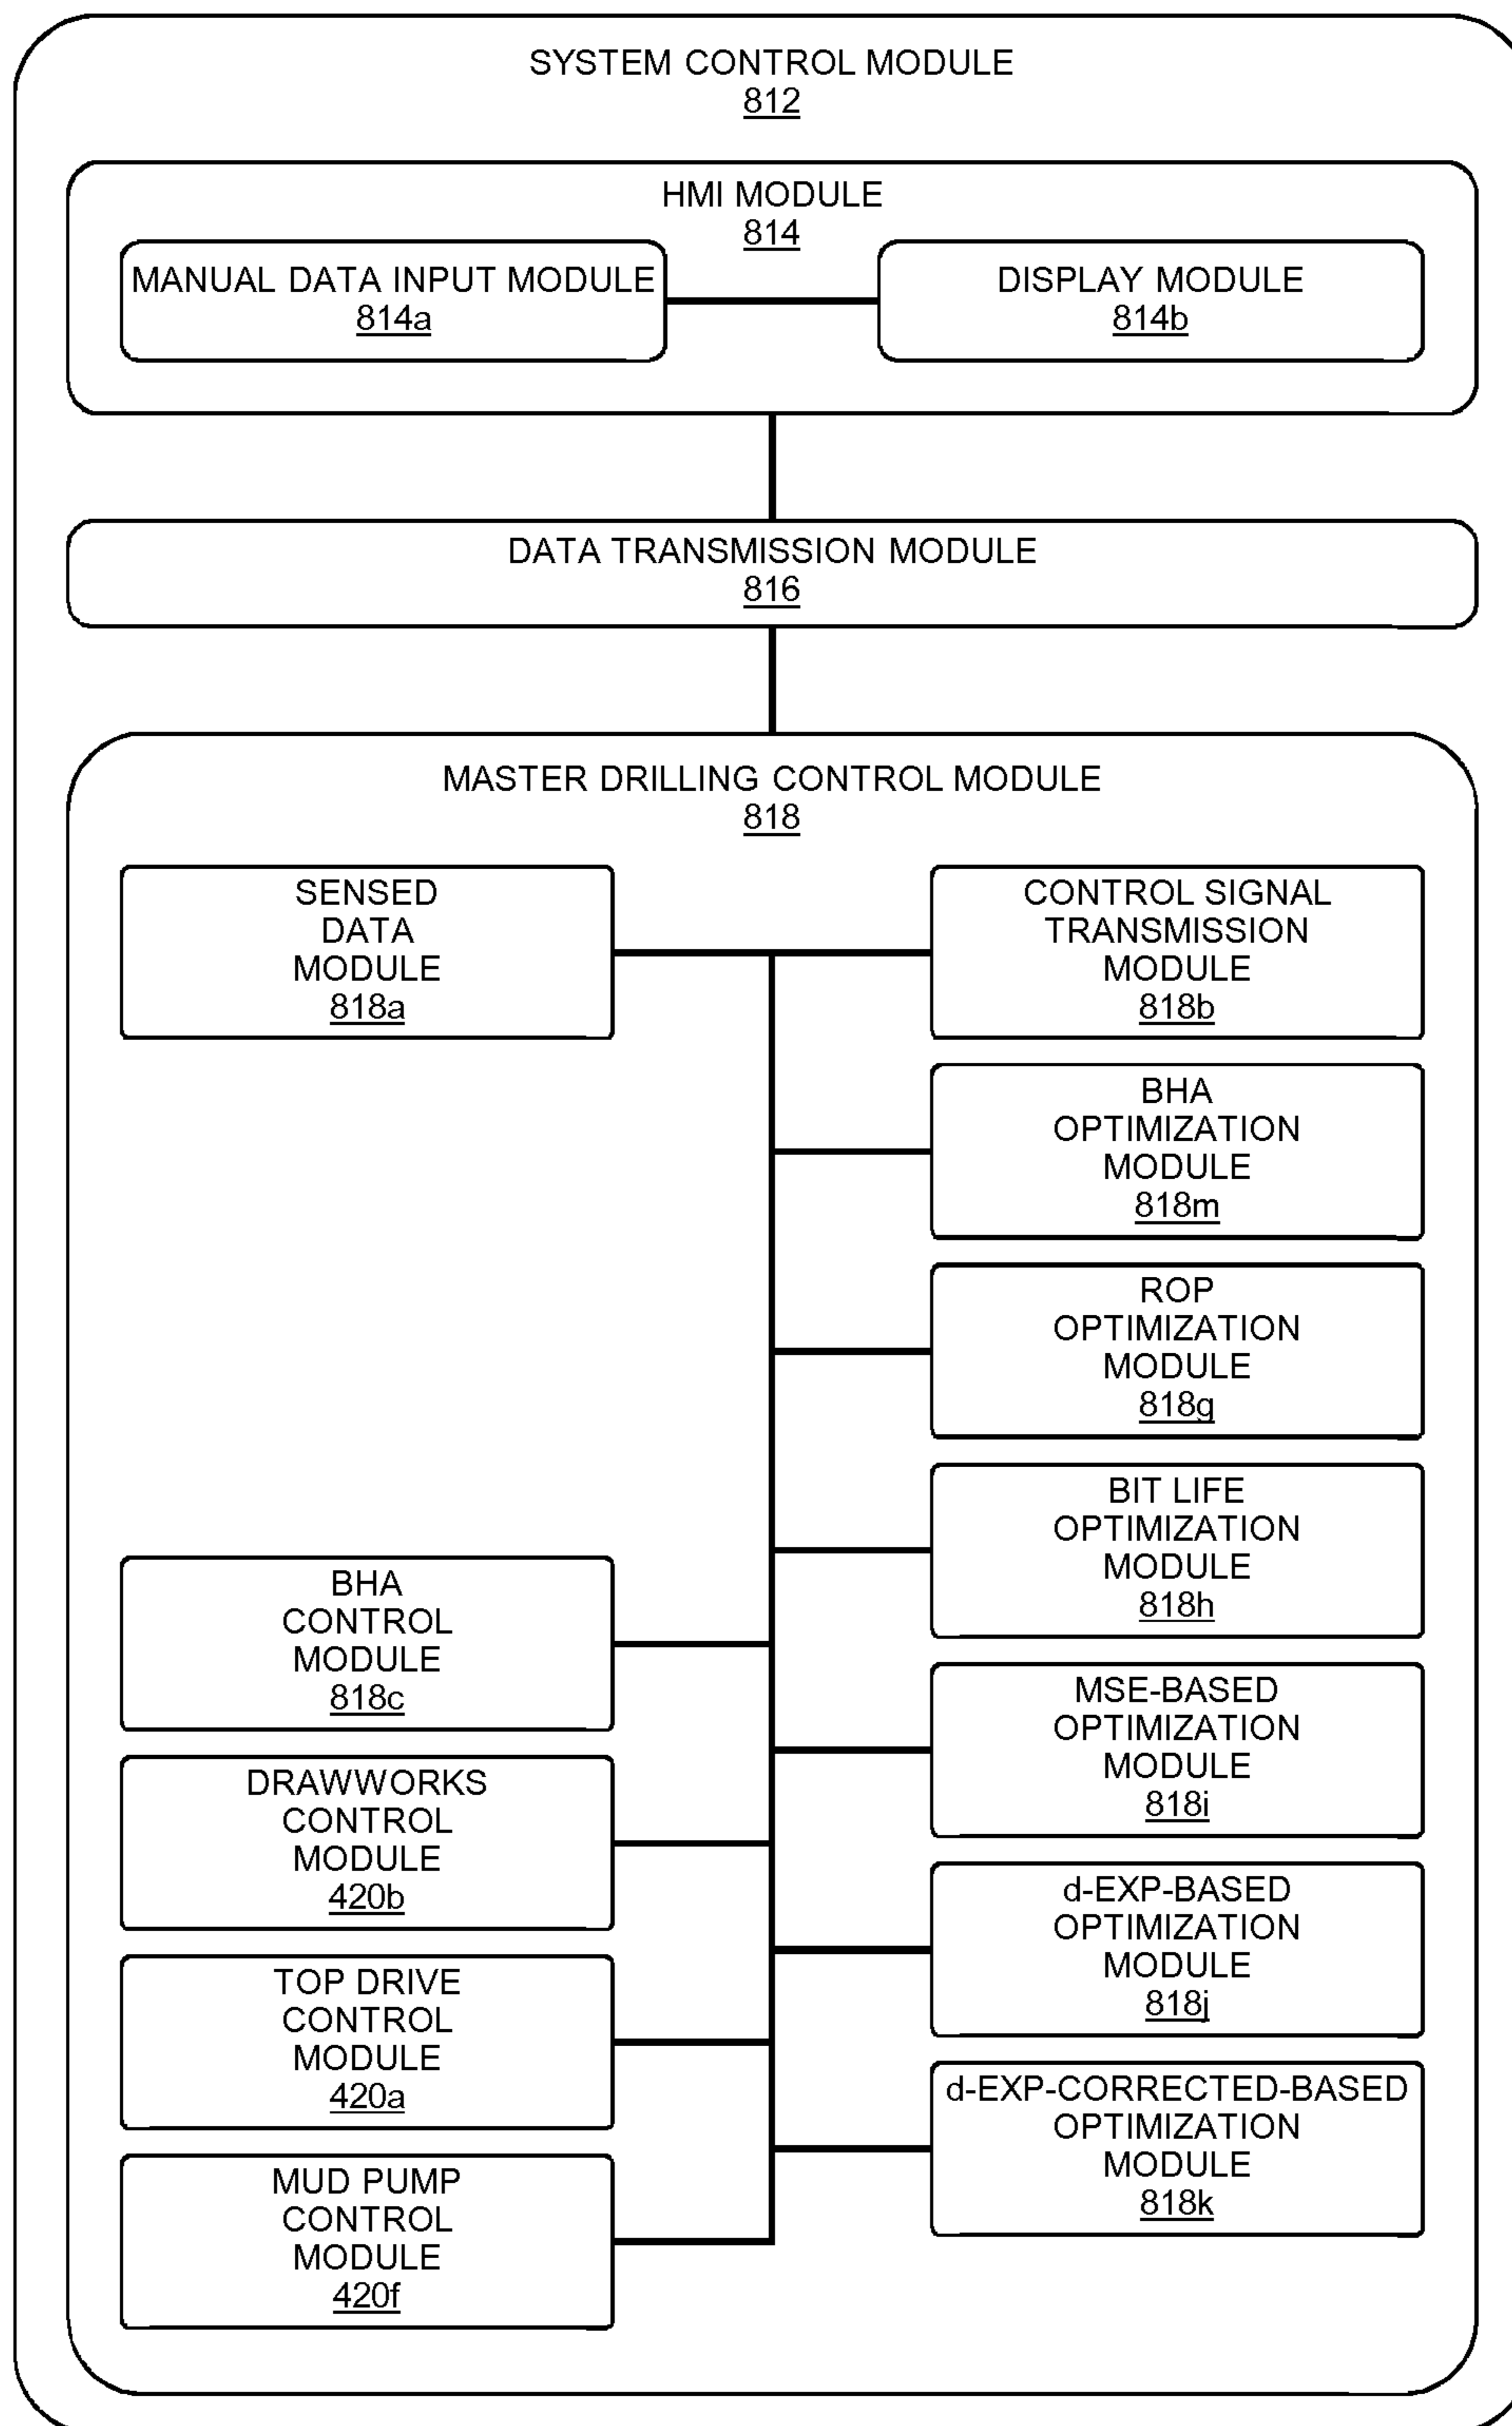 SYSTEM CONTROL MODULE
812
HMI MODULE
814
MANUAL DATA INPUT MODULE
814a
DISPLAY MODULE
814b
DATA TRANSMISSION MODULE
816
MASTER DRILLING CONTROL MODULE
818
SENSED
DATA
MODULE
818a
CONTROL SIGNAL
TRANSMISSION
MODULE
818b
BHA
OPTIMIZATION
MODULE
818m
ROP
OPTIMIZATION
MODULE
818g
BIT LIFE
OPTIMIZATION
MODULE
818h
BHA
CONTROL
MODULE
818c
MSE-BASED
OPTIMIZATION
MODULE
818i
DRAWWORKS
CONTROL
MODULE
420b
d-EXP-BASED
OPTIMIZATION
MODULE
818j
TOP DRIVE
CONTROL
MODULE
420a
d-EXP-CORRECTED-BASED
OPTIMIZATION
MODULE
818k
MUD PUMP
CONTROL
MODULE
420f